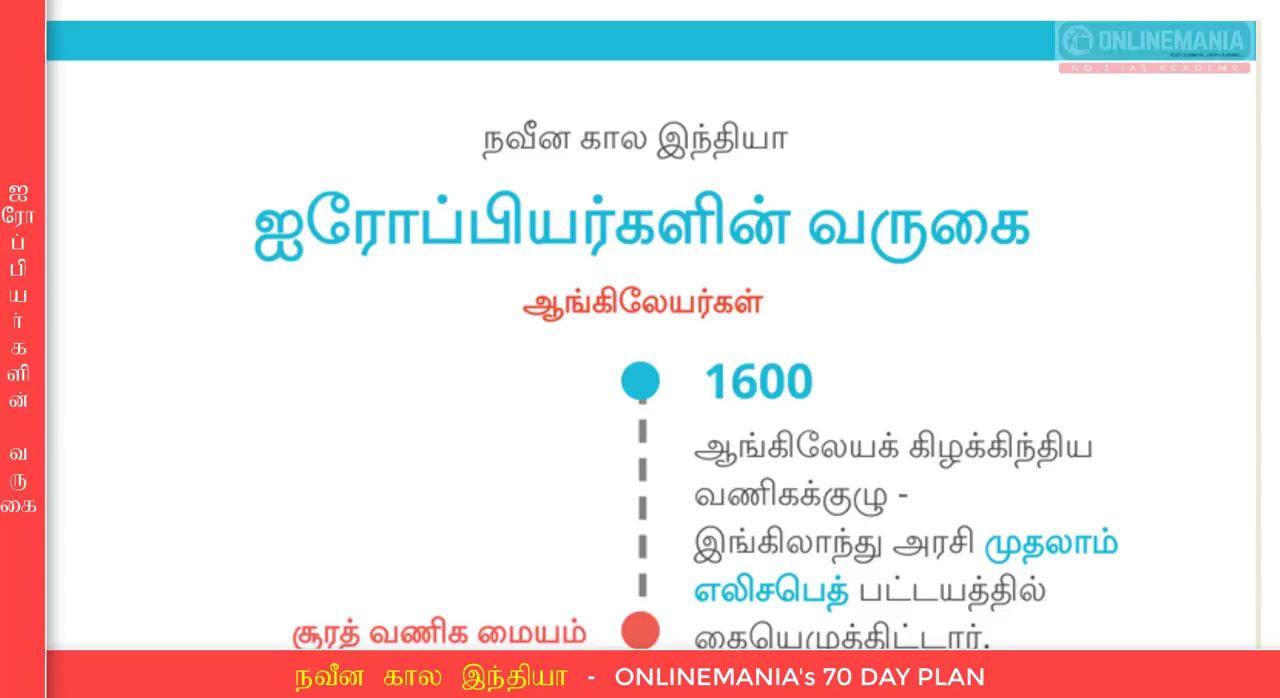 ONLINEMANIA
NO.1 IAS ACADEMY
நவீன கால இந்தியா
ஐரோப்பியர்களின் வருகை
ஆங்கிலேயர்கள்
1600
ஆங்கிலேயக் கிழக்கிந்திய
வணிகக்குழு -
இங்கிலாந்து அரசி முதலாம்
எலிசபெத் பட்டயத்தில்
கையெழுத்திட்டார்.
சூரத் வணிக மையம்
ஐரோப்பியர்களின் வருகை
நவீன கால இந்தியா - ONLINEMANIA's 70 DAY PLAN